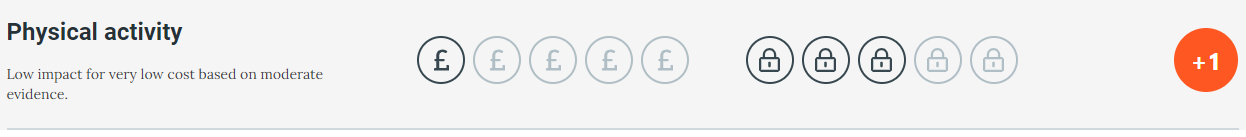 Physical activity
Low impact for very low cost based on moderate
evidence.
£ £ £ £ £
+1